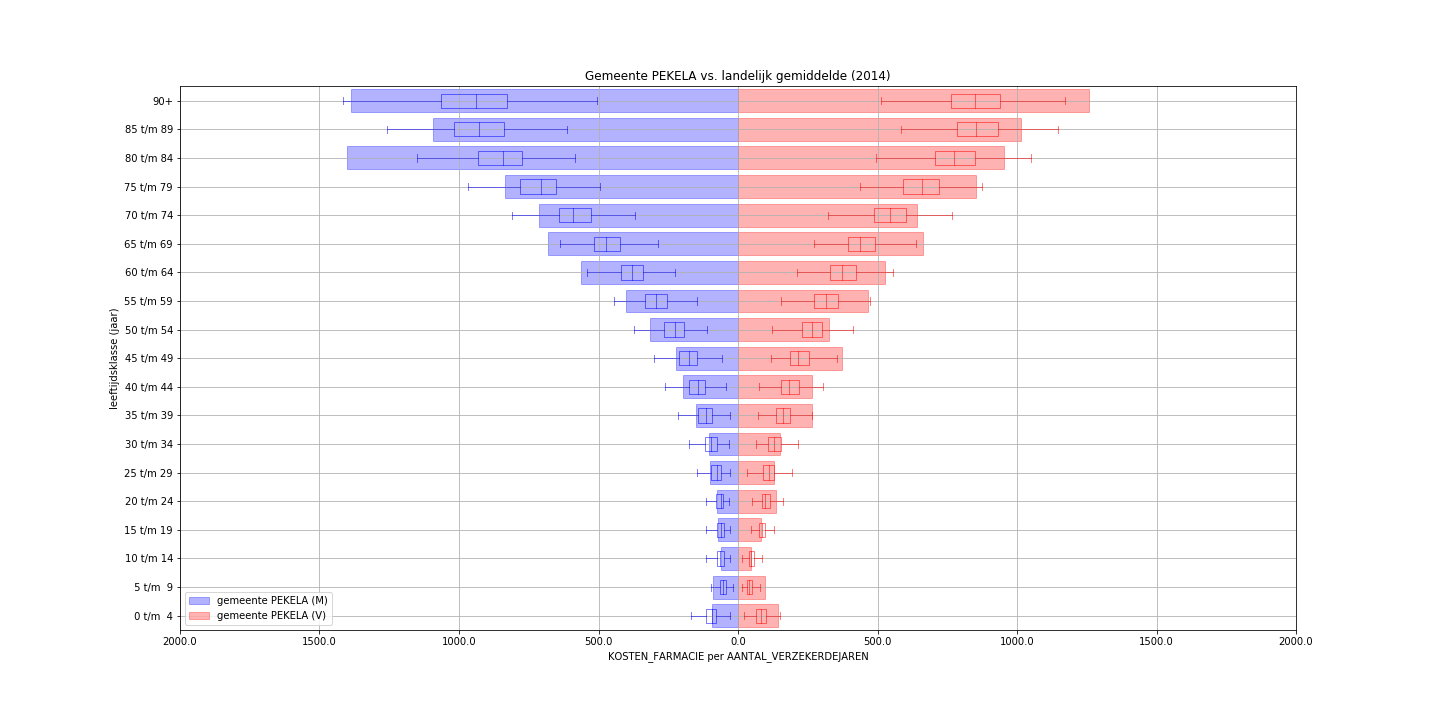 Gemeente PEKELA vs. landelijk gemiddelde (2014)
90+
85 t/m 89
80 t/m 84
75 t/m 79
70 t/m 74
65 t/m 69
60 t/m 64
55 t/m 59
50 t/m 54
45 t/m 49
40 t/m 44
35 t/m 39
30 t/m 34
25 t/m 29
20 t/m 24
15 t/m 19
10 t/m 14
5 t/m  9
0 t/m  4
leeftijdsklasse (jaar)
gemeente PEKELA (M)
gemeente PEKELA (V)
2000.0 1500.0 1000.0 500.0 0.0 500.0 1000.0 1500.0 2000.0
KOSTEN_FARMACIE per AANTAL_VERZEKERDEJAREN